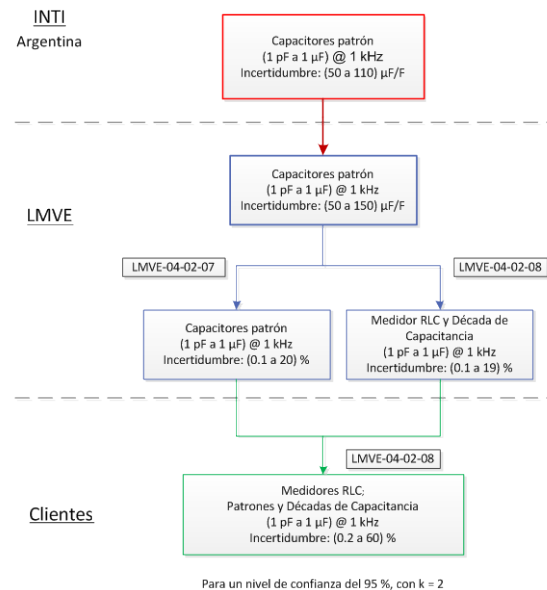 INTI
Argentina
Capacitores patrón
(1 pF a 1 µF) @ 1 kHz
Incertidumbre: (50 a 110) µF/F
LMVE
Capacitores patrón
(1 pF a 1 µF) @ 1 kHz
Incertidumbre: (50 a 150) µF/F
LMVE-04-02-07
LMVE-04-02-08
Capacitores patrón
(1 pF a 1 µF) @ 1 kHz
Incertidumbre: (0.1 a 20) %
Medidor RLC y Década de
Capacitancia
(1 pF a 1 µF) @ 1 kHz
Incertidumbre: (0.1 a 19) %
LMVE-04-02-08
Clientes
Medidores RLC;
Patrones y Décadas de Capacitancia
(1 pF a 1 µF) @ 1 kHz
Incertidumbre: (0.2 a 60) %
Para un nivel de confianza del 95 %, con k = 2